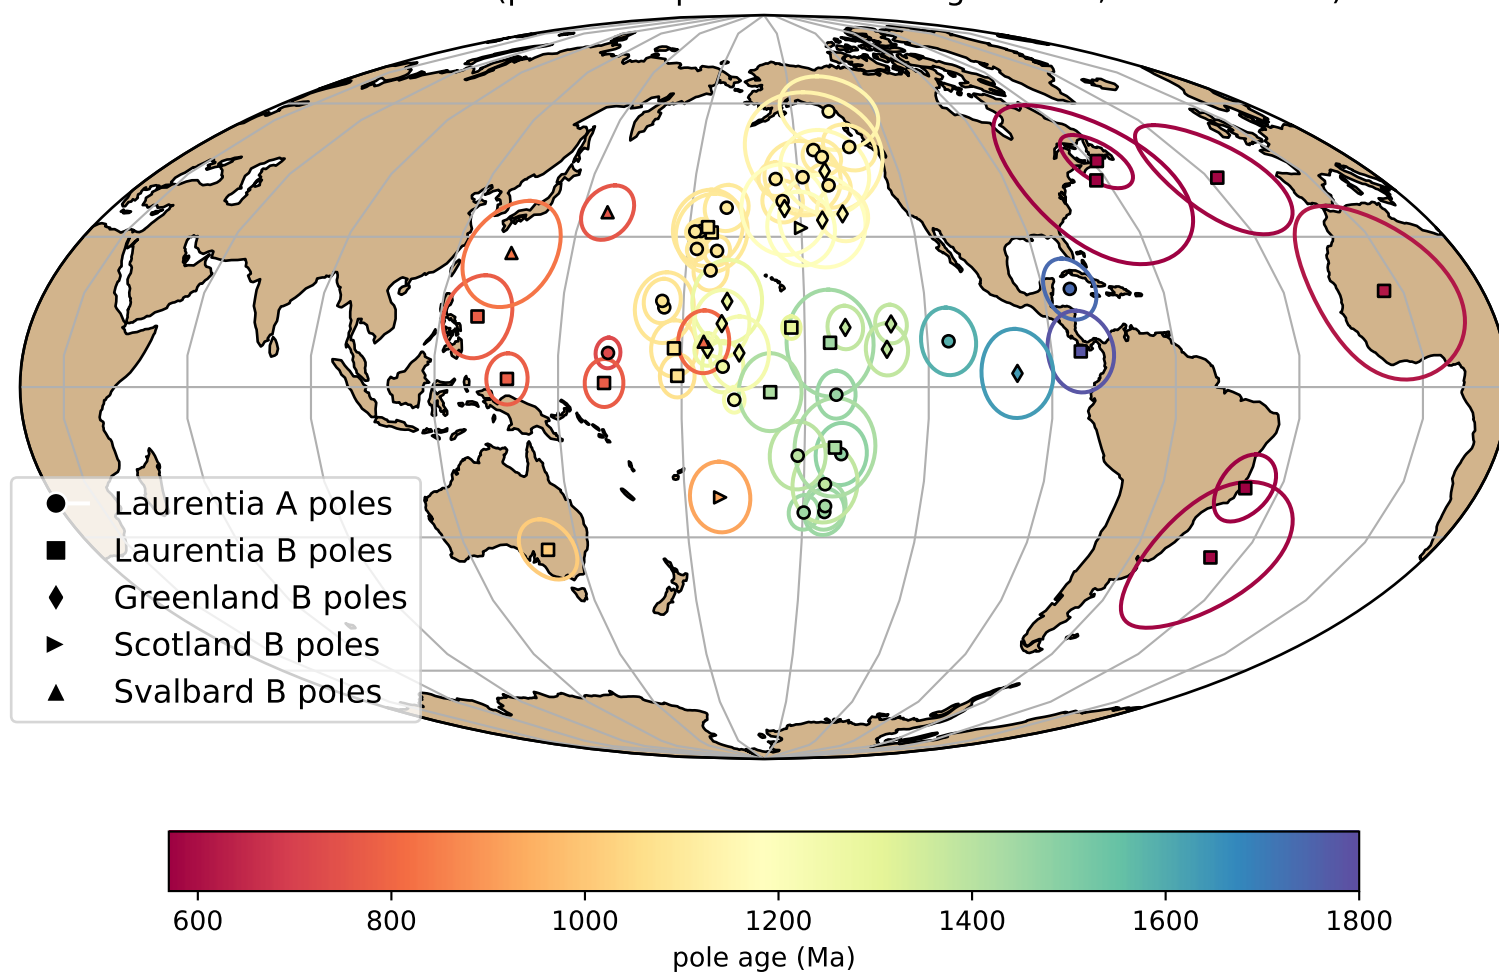 Laurentia A poles
Laurentia B poles
Greenland B poles
Scotland B poles
Svalbard B poles
600 800 1000 1200 1400 1600 1800
pole age (Ma)